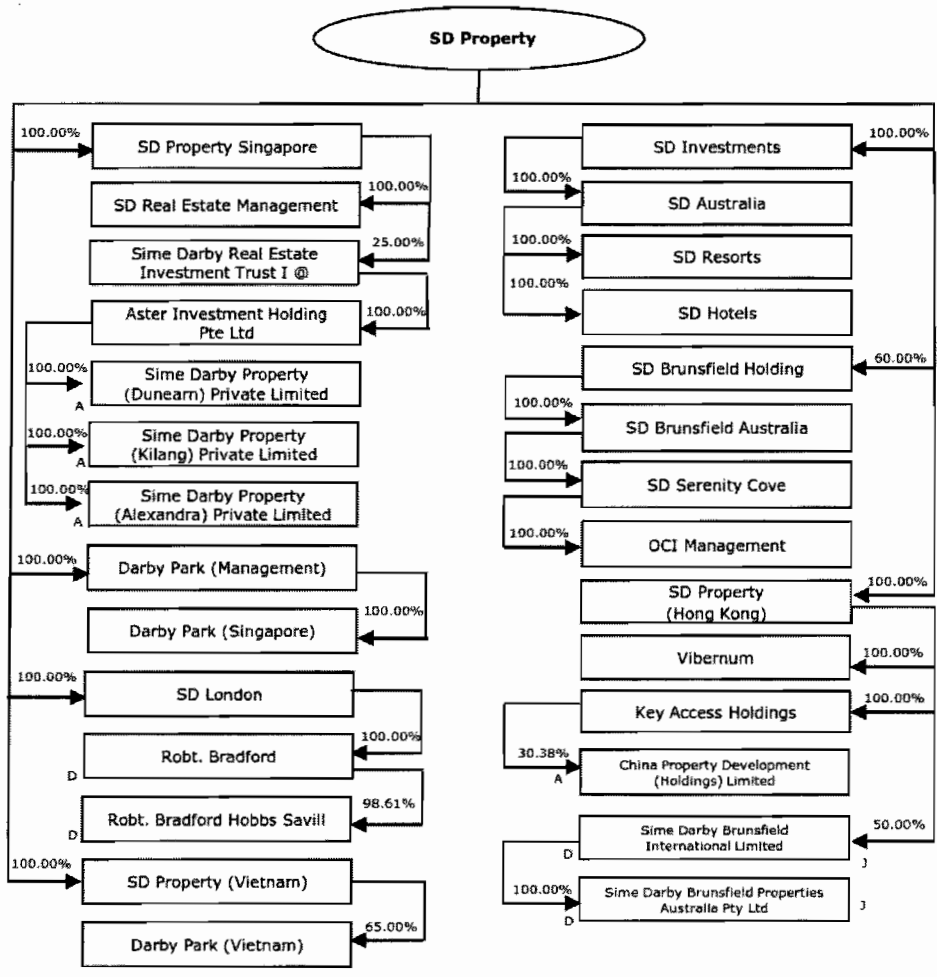 SD Property
100.00%
SD Property Singapore
100.00%
SD Real Estate Management
25.00%
Sime Darby Real Estate
Investment Trust I @
100.00%
Aster Investment Holding
Pte Ltd
100.00%
A
Sime Darby Property
(Dunearn) Private Limited
100.00%
A
Sime Darby Property
(Kilang) Private Limited
100.00%
A
Sime Darby Property
(Alexandra) Private Limited
100.00%
Darby Park (Management)
100.00%
Darby Park (Singapore)
100.00%
SD London
100.00%
Robt. Bradford
D
98.61%
Robt. Bradford Hobbs Savill
D
100.00%
SD Property (Vietnam)
65.00%
Darby Park (Vietnam)
100.00%
SD Investments
100.00%
SD Australia
100.00%
SD Resorts
100.00%
SD Hotels
60.00%
SD Brunsfield Holding
100.00%
SD Brunsfield Australia
100.00%
SD Serenity Cove
100.00%
OCI Management
100.00%
SD Property
(Hong Kong)
100.00%
Vibernum
100.00%
Key Access Holdings
30.38%
A
China Property Development
(Holdings) Limited
50.00%
Sime Darby Brunsfield
International Limited
D
J
100.00%
D
Sime Darby Brunsfield Properties
Australia Pty Ltd
J